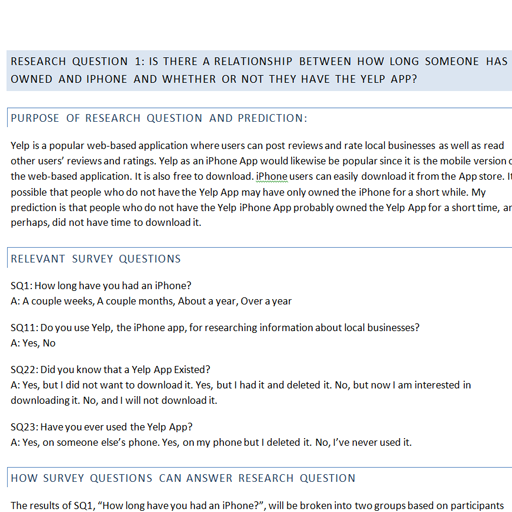 RESEARCH QUESTION 1: IS THERE A RELATIONSHIP BETWEEN HOW LONG SOMEONE HAS
OWNED AND IPHONE AND WHETHER OR NOT THEY HAVE THE YELP APP?
PURPOSE OF RESEARCH QUESTION AND PREDICTION:
Yelp is a popular web-based application where users can post reviews and rate local businesses as well as read
other users' reviews and ratings. Yelp as an iPhone App would likewise be popular since it is the mobile version
the web-based application. It is also free to download. iPhone users can easily download it from the App store.
possible that people who do not have the Yelp App may have only owned the iPhone for a short while. My
prediction is that people who do not have the Yelp iPhone App probably owned the Yelp App for a short time,
perhaps, did not have time to download it.
RELEVANT SURVEY QUESTIONS
SQ1: How long have you had an iPhone?
A: A couple weeks, A couple months, About a year, Over a year
SQ11: Do you use Yelp, the iPhone app, for researching information about local businesses?
A: Yes, No
SQ22: Did you know that a Yelp App Existed?
A: Yes, but I did not want to download it. Yes, but I had it and deleted it. No, but now I am interested in
downloading it. No, and I will not download it.
SQ23: Have you ever used the Yelp App?
A: Yes, on someone else's phone. Yes, on my phone but I deleted it. No, I've never used it.
HOW SURVEY QUESTIONS CAN ANSWER RESEARCH QUESTION
The results of SQ1, "How long have you had an iPhone?", will be broken into two groups based on participants